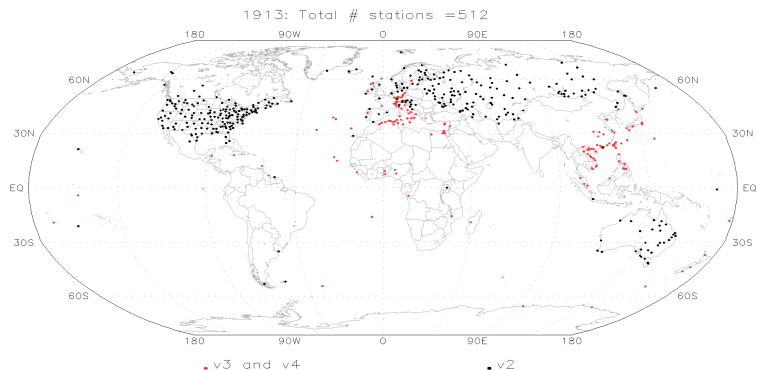 1913: Total # stations =512
180 90W 0 90E 180
60N 60N
30N 30N
EQ EQ
30S 30S
60S 60S
180 90W 0 90E 180
v3 and v4 v2